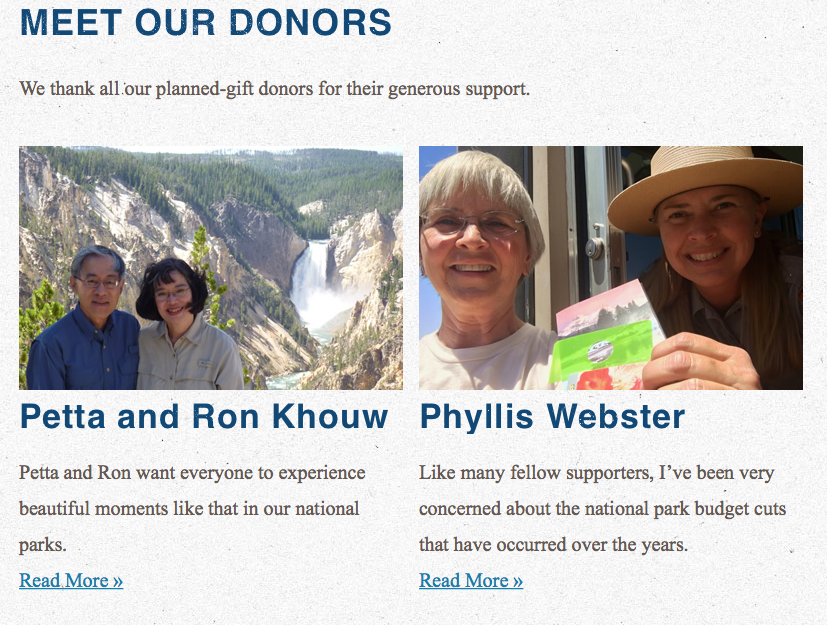 MEET OUR DONORS
We thank all our planned-gift donors for their generous support.
Petta and Ron Khouw
Petta and Ron want everyone to experience
beautiful moments like that in our national
parks.
Read More »
Phyllis Webster
Like many fellow supporters, I’ve been very
concerned about the national park budget cuts
that have occurred over the years.
Read More »